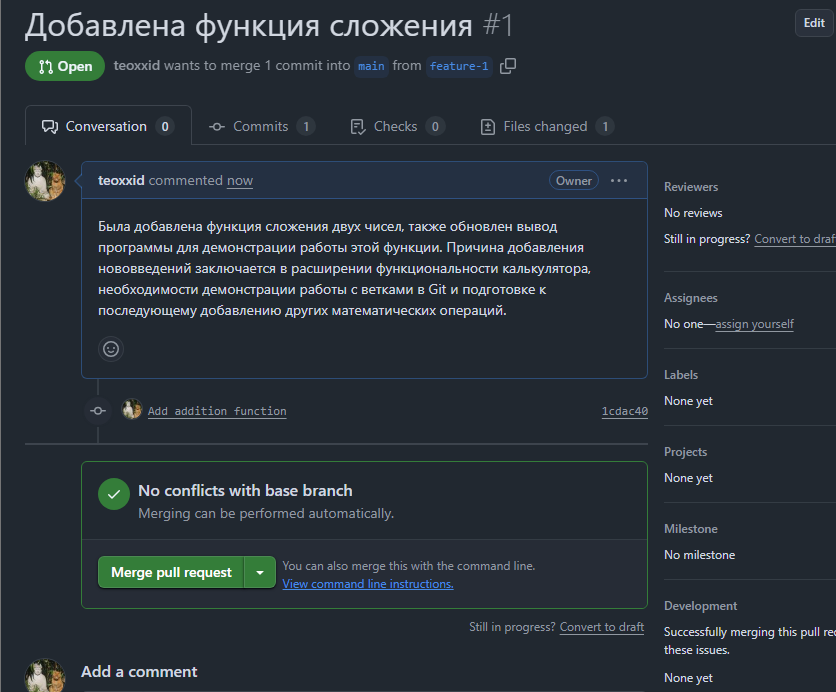 Добавлена функция сложения #1
Edit
Open
teoxxid wants to merge 1 commit into main from feature-1
Conversation 0
Commits 1
Checks 0
Files changed 1
teoxxid commented now
Owner
Была добавлена функция сложения двух чисел, также обновлен вывод
программы для демонстрации работы этой функции. Причина добавления
нововведений заключается в расширении функциональности калькулятора,
необходимости демонстрации работы с ветками в Git и подготовке к
последующему добавлению других математических операций.
Add addition function
1cdac40
No conflicts with base branch
Merging can be performed automatically.
Merge pull request
You can also merge this with the command line.
View command line instructions.
Still in progress? Convert to draft
Add a comment
Reviewers
No reviews
Still in progress? Convert to draf
Assignees
No one—assign yourself
Labels
None yet
Projects
None yet
Milestone
No milestone
Development
Successfully merging this pull rec
these issues.
None yet